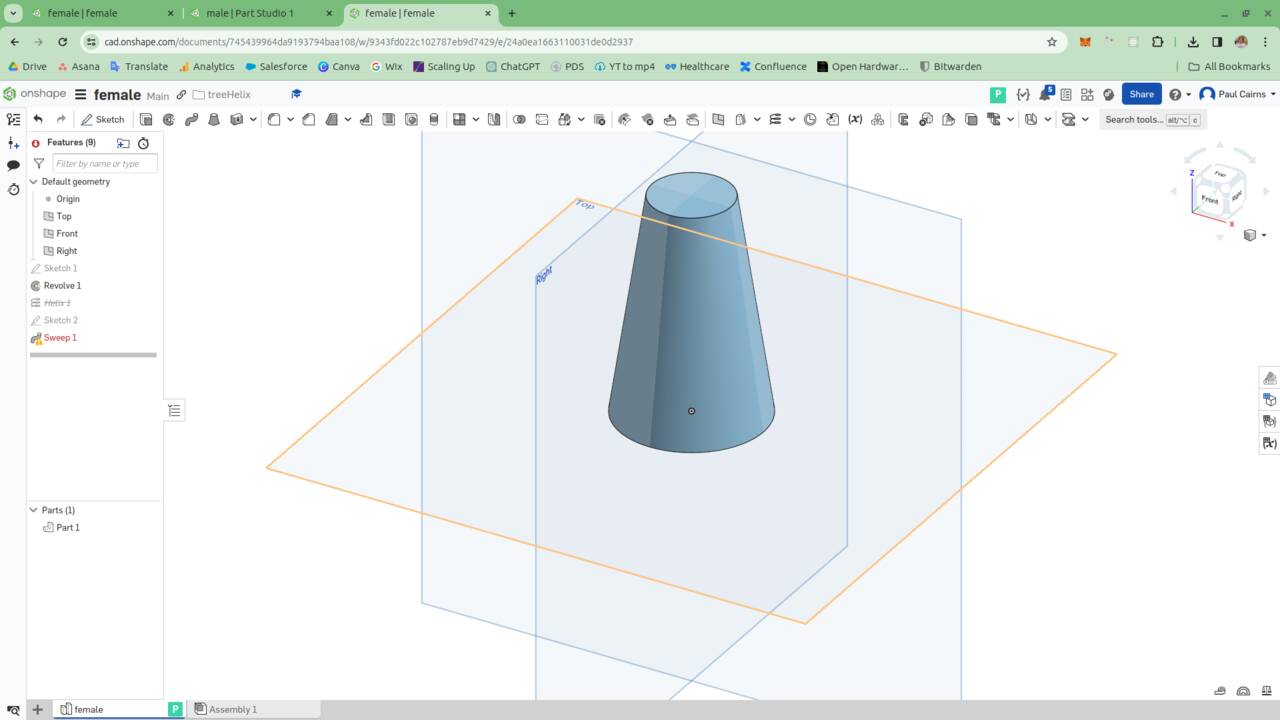 female | female
male | Part Studio 1
female | female
cad.onshape.com/documents/745439964da9193794baa108/w/9343fd022c102787eb9d7429/e/24a0ea1663110031de0d2937
Drive Asana Translate Analytics Salesforce Canva Wix Scaling Up ChatGPT PDS YT to mp4 Healthcare Confluence Open Hardwar… Bitwarden All Bookmarks
onshape female Main treeHelix P 5 Share Paul Cairns
Sketch (x) Search tools... alt/⌥ c
Features (9)
Filter by name or type
Default geometry
Origin
Top
Front
Right
Sketch 1
Revolve 1
Helix 1
Sketch 2
Sweep 1
Parts (1)
Part 1
Top
Right
Z
Front
Right
X
female P Assembly 1